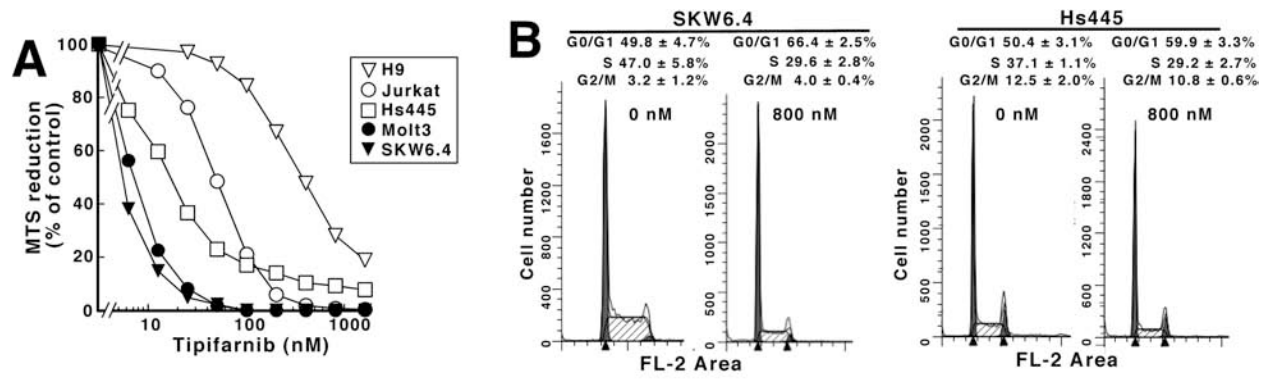 A
100
80
60
40
20
0
MTS reduction
(% of control)
10
100
1000
Tipifarnib (nM)
H9
Jurkat
Hs445
Molt3
SKW6.4
B
SKW6.4
G0/G1 49.8 ± 4.7%
S 47.0 ± 5.8%
G2/M 3.2 ± 1.2%
G0/G1 66.4 ± 2.5%
S 29.6 ± 2.8%
G2/M 4.0 ± 0.4%
0 nM
800 nM
Cell number
1600
1200
800
400
0
2000
1500
1000
500
0
Hs445
G0/G1 50.4 ± 3.1%
S 37.1 ± 1.1%
G2/M 12.5 ± 2.0%
G0/G1 59.9 ± 3.3%
S 29.2 ± 2.7%
G2/M 10.8 ± 0.6%
0 nM
800 nM
Cell number
2000
1500
1000
500
0
2400
1800
1200
600
0
FL-2 Area
FL-2 Area